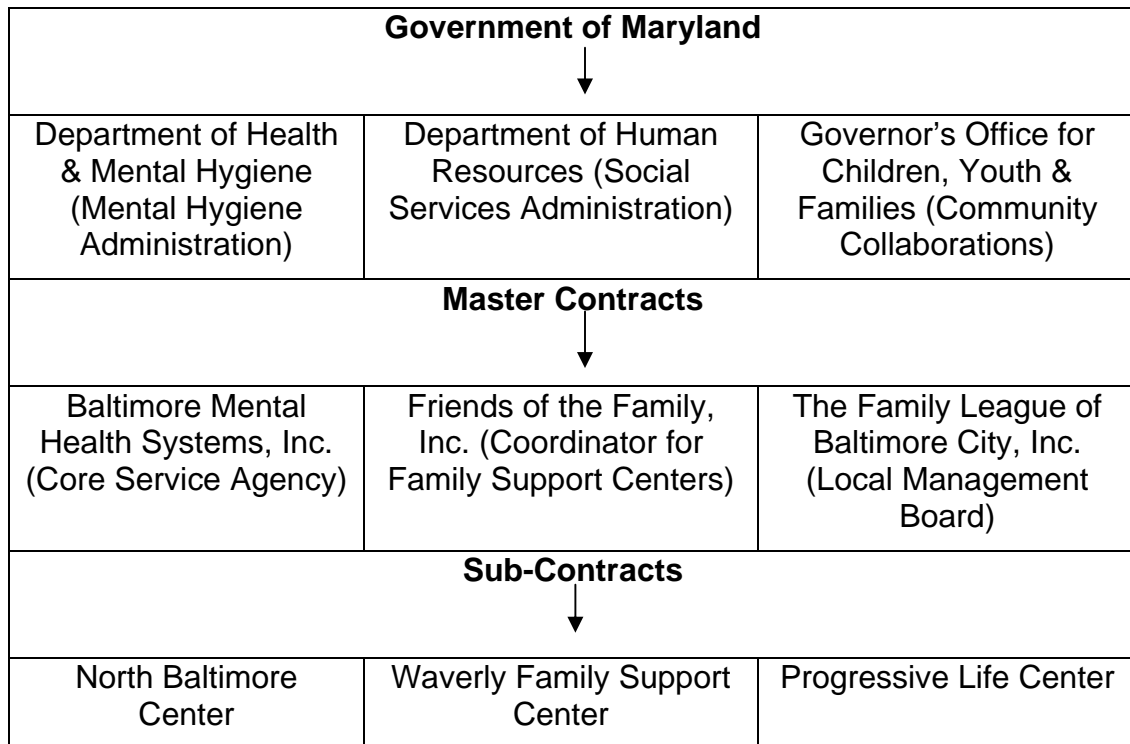 Government of Maryland
Department of Health
& Mental Hygiene
(Mental Hygiene
Administration)
Department of Human
Resources (Social
Services Administration)
Governor’s Office for
Children, Youth &
Families (Community
Collaborations)
Master Contracts
Baltimore Mental
Health Systems, Inc.
(Core Service Agency)
Friends of the Family,
Inc. (Coordinator for
Family Support Centers)
The Family League of
Baltimore City, Inc.
(Local Management
Board)
Sub-Contracts
North Baltimore
Center
Waverly Family Support
Center
Progressive Life Center